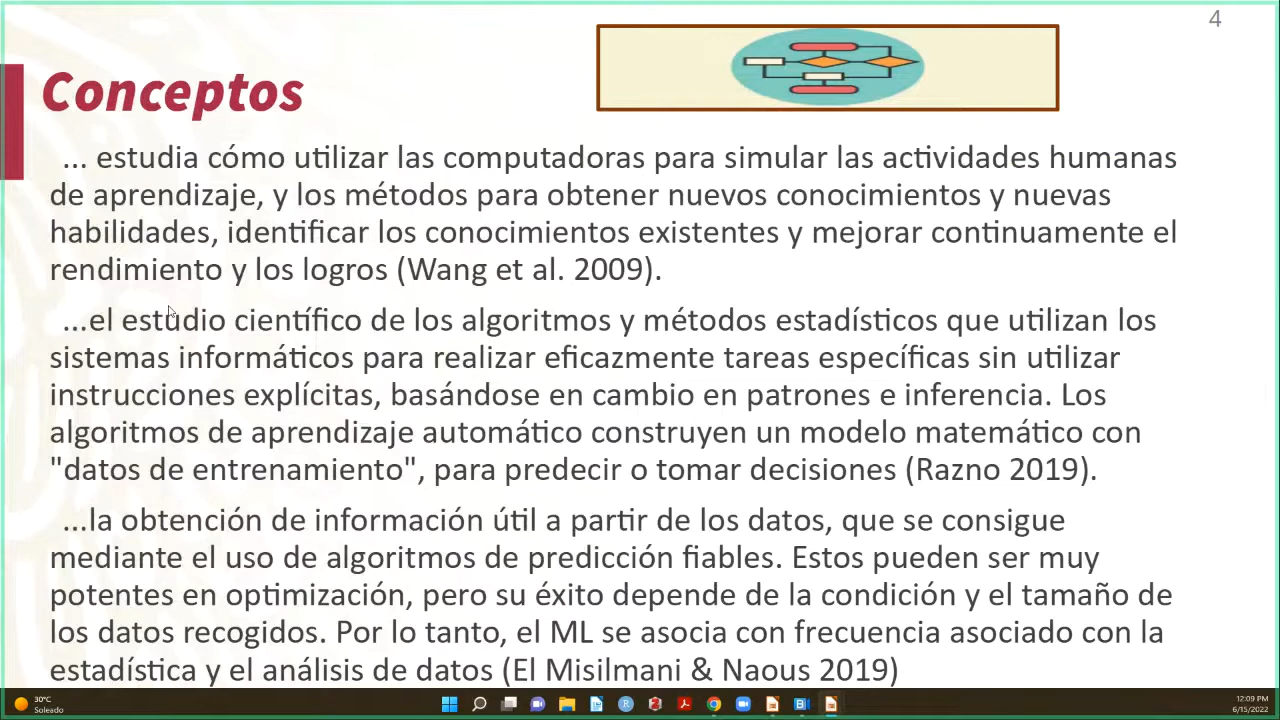 4
Conceptos
... estudia cómo utilizar las computadoras para simular las actividades humanas
de aprendizaje, y los métodos para obtener nuevos conocimientos y nuevas
habilidades, identificar los conocimientos existentes y mejorar continuamente el
rendimiento y los logros (Wang et al. 2009).
...el estudio científico de los algoritmos y métodos estadísticos que utilizan los
sistemas informáticos para realizar eficazmente tareas específicas sin utilizar
instrucciones explícitas, basándose en cambio en patrones e inferencia. Los
algoritmos de aprendizaje automático construyen un modelo matemático con
"datos de entrenamiento", para predecir o tomar decisiones (Razno 2019).
...la obtención de información útil a partir de los datos, que se consigue
mediante el uso de algoritmos de predicción fiables. Estos pueden ser muy
potentes en optimización, pero su éxito depende de la condición y el tamaño de
los datos recogidos. Por lo tanto, el ML se asocia con frecuencia asociado con la
estadística y el análisis de datos (El Misilmani & Naous 2019)
30°C
Soleado
12:09 PM
6/15/2022